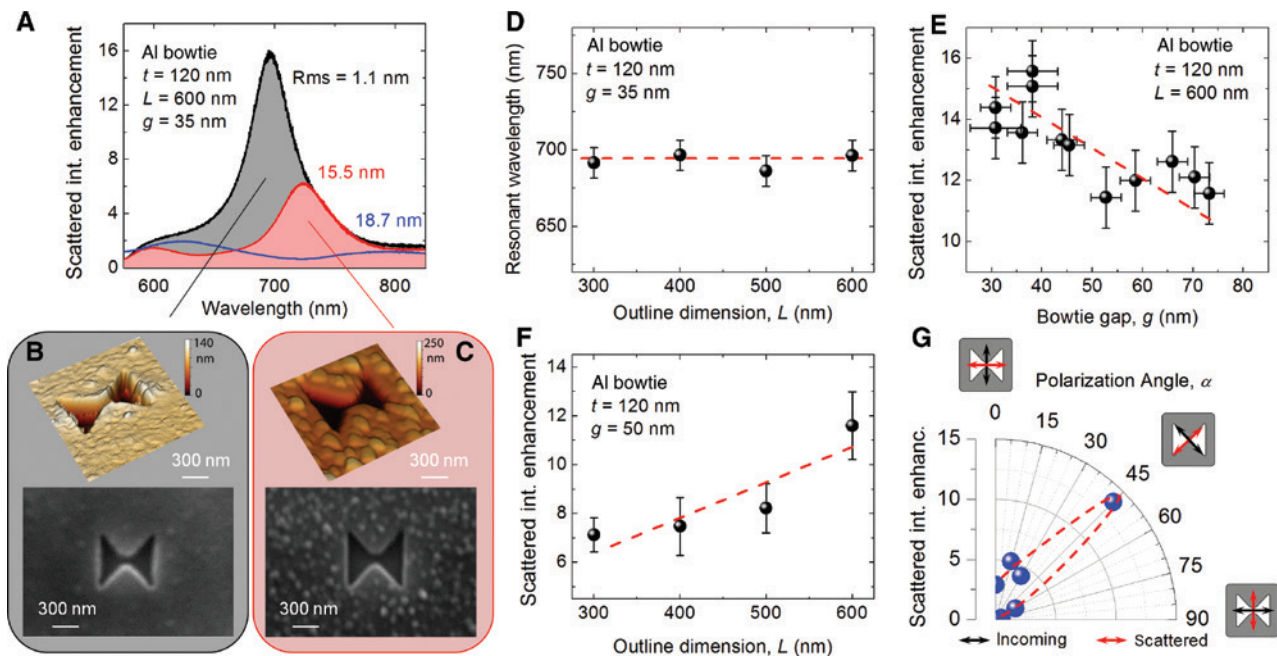 A
Scattered int. enhancement
16
12
8
4
0
Al bowtie
t = 120 nm
L = 600 nm
g = 35 nm
Rms = 1.1 nm
15.5 nm
18.7 nm
600
700
800
Wavelength (nm)
B
140
nm
0
300 nm
300 nm
C
250
nm
0
300 nm
300 nm
D
Resonant wavelength (nm)
750
700
650
Al bowtie
t = 120 nm
g = 35 nm
300
400
500
600
Outline dimension, L (nm)
E
Scattered int. enhancement
16
14
12
10
Al bowtie
t = 120 nm
L = 600 nm
30
40
50
60
70
80
Bowtie gap, g (nm)
F
Scattered int. enhancement
14
12
10
8
6
4
Al bowtie
t = 120 nm
g = 50 nm
300
400
500
600
Outline dimension, L (nm)
G
Polarization Angle, α
0
15
30
45
60
75
90
Scattered int. enhanc.
15
10
5
0
Incoming
Scattered